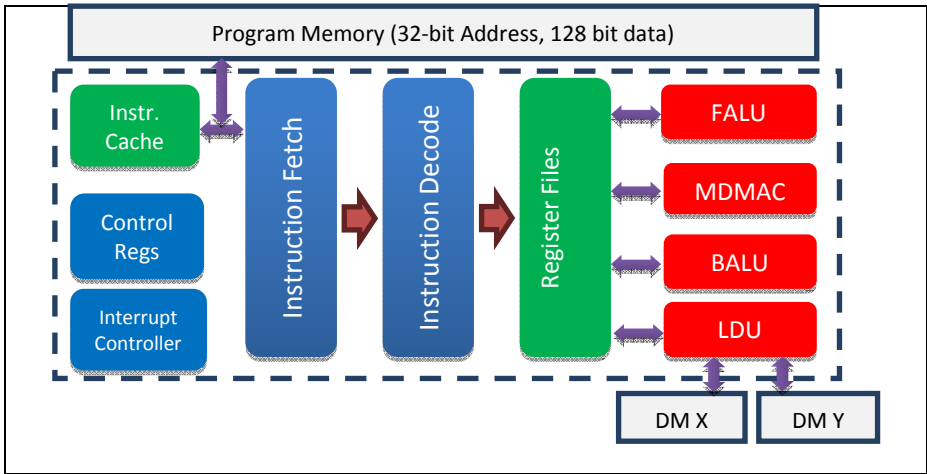 Program Memory (32-bit Address, 128 bit data)
Instr.
Cache
Control
Regs
Interrupt
Controller
Instruction Fetch
Instruction Decode
Register Files
FALU
MDMAC
BALU
LDU
DM X
DM Y